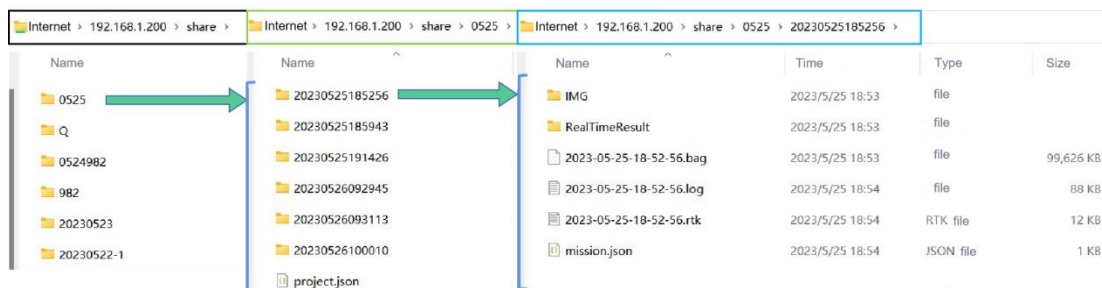 Internet > 192.168.1.200 > share >
Name
0525
Q
0524982
982
20230523
20230522-1
Internet > 192.168.1.200 > share > 0525 >
Name
20230525185256
20230525185943
20230525191426
20230526092945
20230526093113
20230526100010
project.json
Internet > 192.168.1.200 > share > 0525 > 20230525185256 >
Name Time Type Size
IMG 2023/5/25 18:53 file
RealTimeResult 2023/5/25 18:53 file
2023-05-25-18-52-56.bag 2023/5/25 18:53 file 99,626 KB
2023-05-25-18-52-56.log 2023/5/25 18:54 file 88 KB
2023-05-25-18-52-56.rtk 2023/5/25 18:54 RTK file 12 KB
mission.json 2023/5/25 18:54 JSON file 1 KB